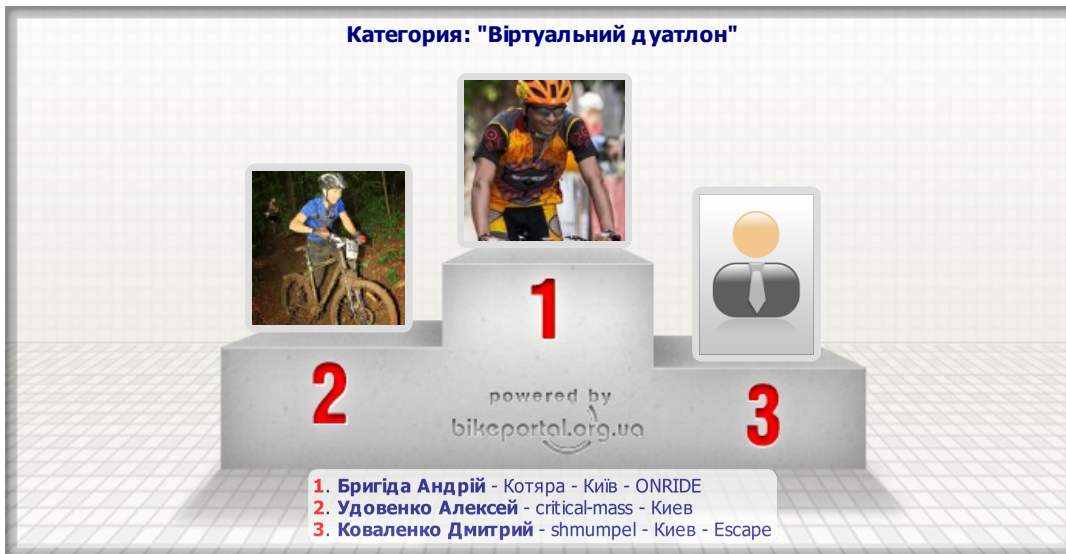 Категория: "Віртуальний дуатлон"
1
2
3
powered by
bikeportal.org.ua
1. Бригіда Андрій - Котяра - Київ - ONRIDE
2. Удовенко Алексей - critical-mass - Киев
3. Коваленко Дмитрий - shmumpel - Киев - Escape